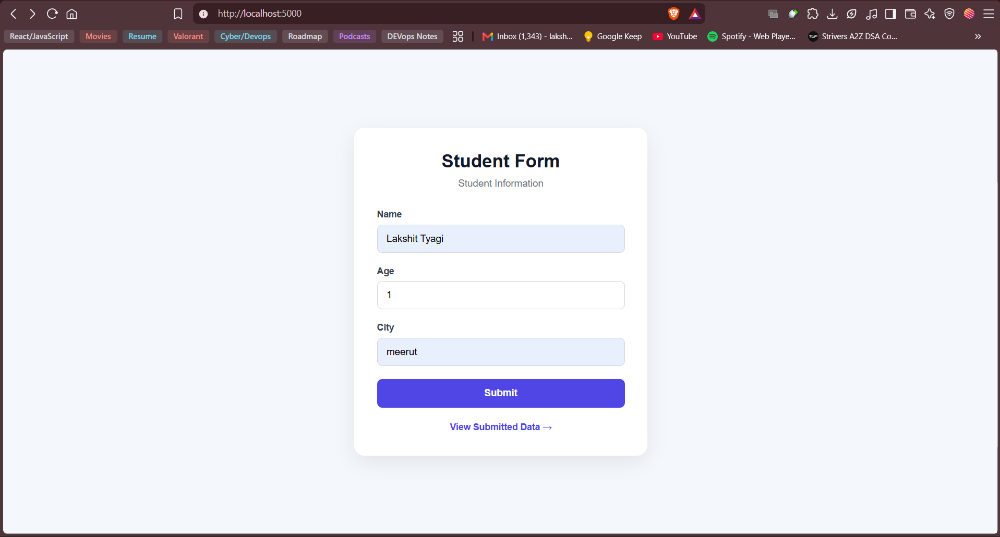 http://localhost:5000
React/JavaScript Movies Resume Valorant Cyber/Devops Roadmap Podcasts DEVops Notes Inbox (1,343) - laksh... Google Keep YouTube Spotify - Web Playe... TUF Strivers A2Z DSA Co...
Student Form
Student Information
Name
Lakshit Tyagi
Age
1
City
meerut
Submit
View Submitted Data →